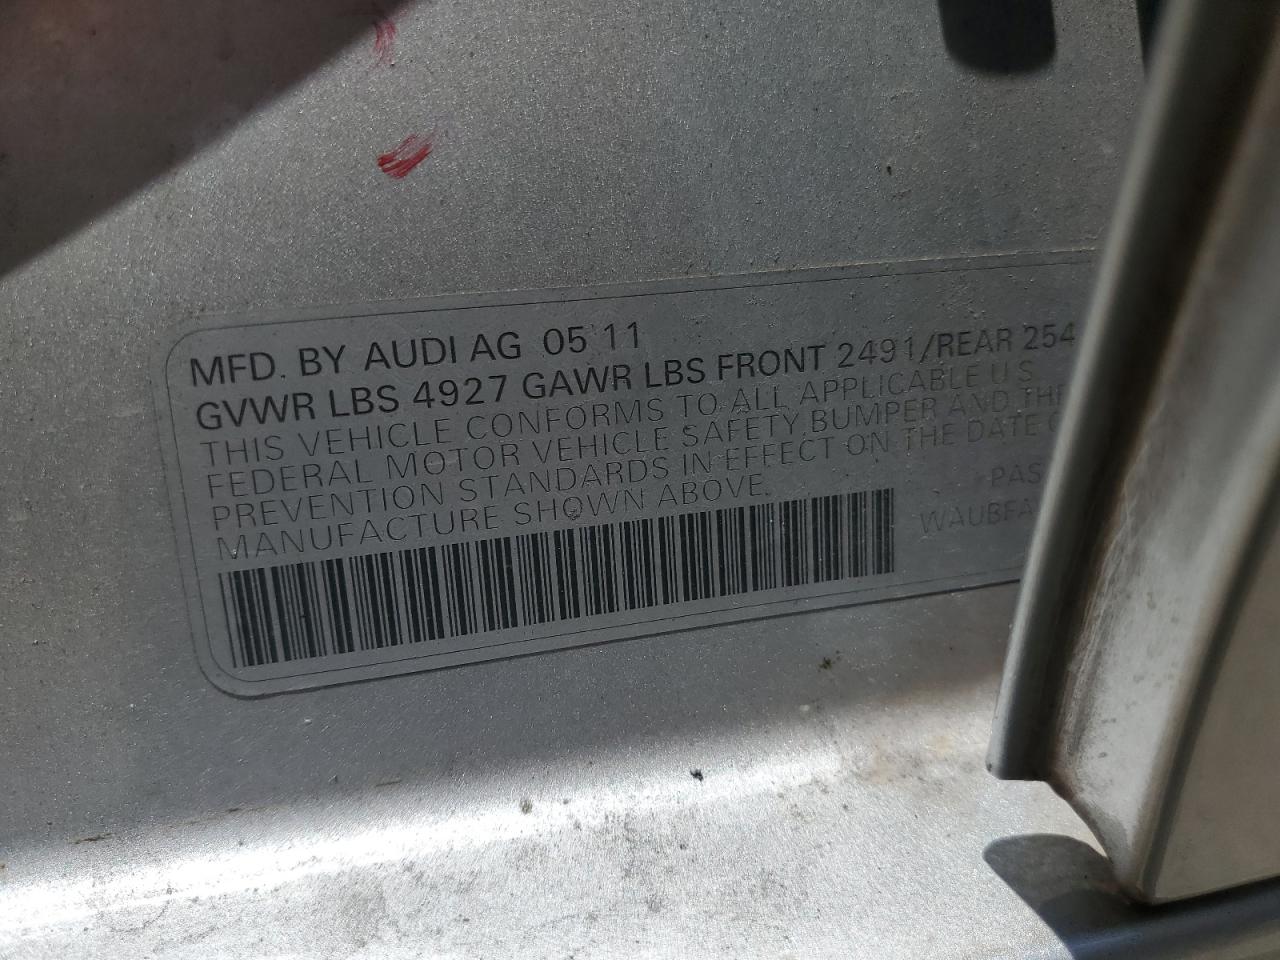 MFD. BY AUDI AG 05 11
GVWR LBS 4927 GAWR LBS FRONT 2491/REAR 254
THIS VEHICLE CONFORMS TO ALL APPLICABLE U S
FEDERAL MOTOR VEHICLE SAFETY, BUMPER AND THE
PREVENTION STANDARDS IN EFFECT ON THE DATE O
MANUFACTURE SHOWN ABOVE.
PAS
WAUBFA